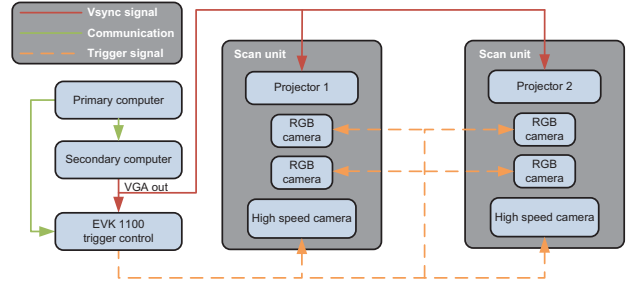 Vsync signal
Communication
Trigger signal
Primary computer
Secondary computer
VGA out
EVK 1100
trigger control
Scan unit
Projector 1
RGB
camera
RGB
camera
High speed camera
Scan unit
Projector 2
RGB
camera
RGB
camera
High speed camera